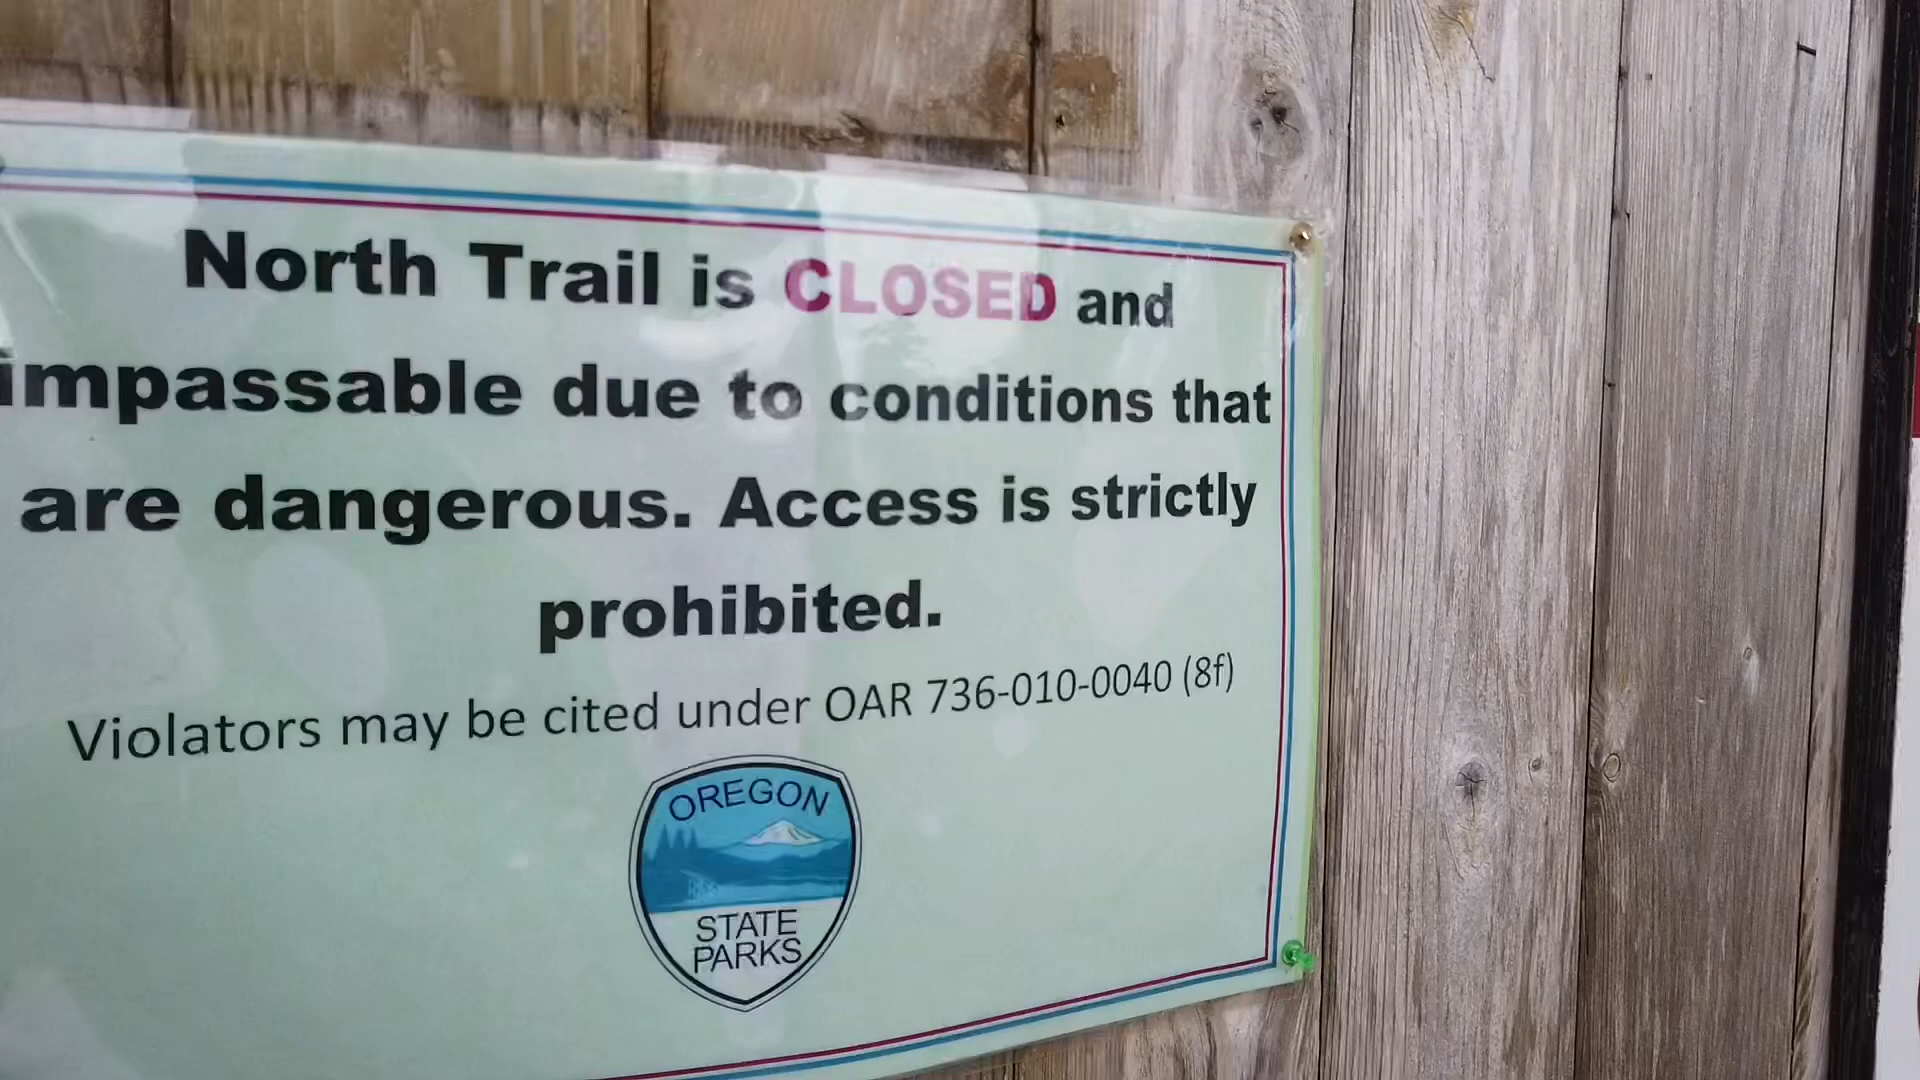 North Trail is CLOSED and
impassable due to conditions that
are dangerous. Access is strictly
prohibited.
Violators may be cited under OAR 736-010-0040 (8f)
OREGON
STATE
PARKS